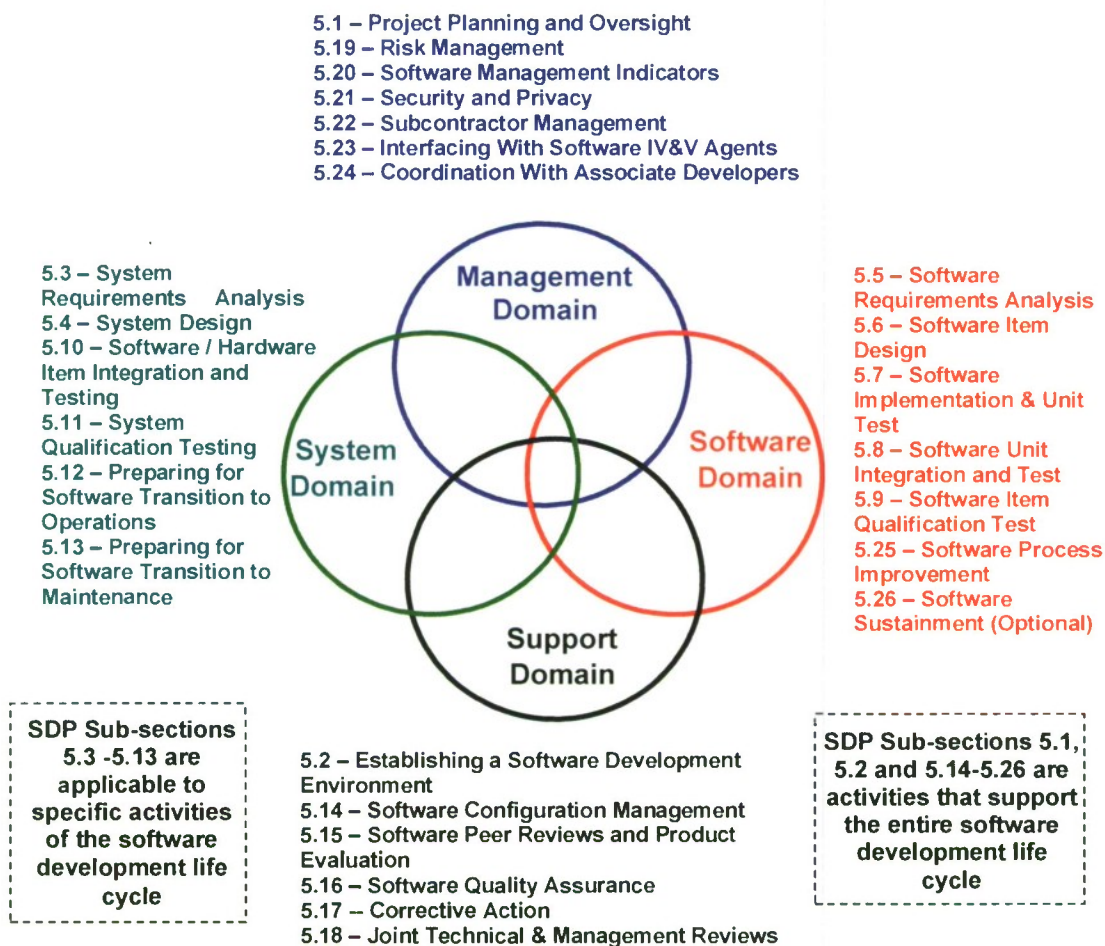 5.1 – Project Planning and Oversight
5.19 – Risk Management
5.20 – Software Management Indicators
5.21 – Security and Privacy
5.22 – Subcontractor Management
5.23 – Interfacing With Software IV&V Agents
5.24 – Coordination With Associate Developers
5.3 – System
Requirements Analysis
5.4 – System Design
5.10 – Software / Hardware
Item Integration and
Testing
5.11 – System
Qualification Testing
5.12 – Preparing for
Software Transition to
Operations
5.13 – Preparing for
Software Transition to
Maintenance
Management
Domain
System
Domain
Software
Domain
Support
Domain
5.5 – Software
Requirements Analysis
5.6 – Software Item
Design
5.7 – Software
Implementation & Unit
Test
5.8 – Software Unit
Integration and Test
5.9 – Software Item
Qualification Test
5.25 – Software Process
Improvement
5.26 – Software
Sustainment (Optional)
SDP Sub-sections
5.3 -5.13 are
applicable to
specific activities
of the software
development life
cycle
5.2 – Establishing a Software Development
Environment
5.14 – Software Configuration Management
5.15 – Software Peer Reviews and Product
Evaluation
5.16 – Software Quality Assurance
5.17 – Corrective Action
5.18 – Joint Technical & Management Reviews
SDP Sub-sections 5.1,
5.2 and 5.14-5.26 are
activities that support
the entire software
development life
cycle